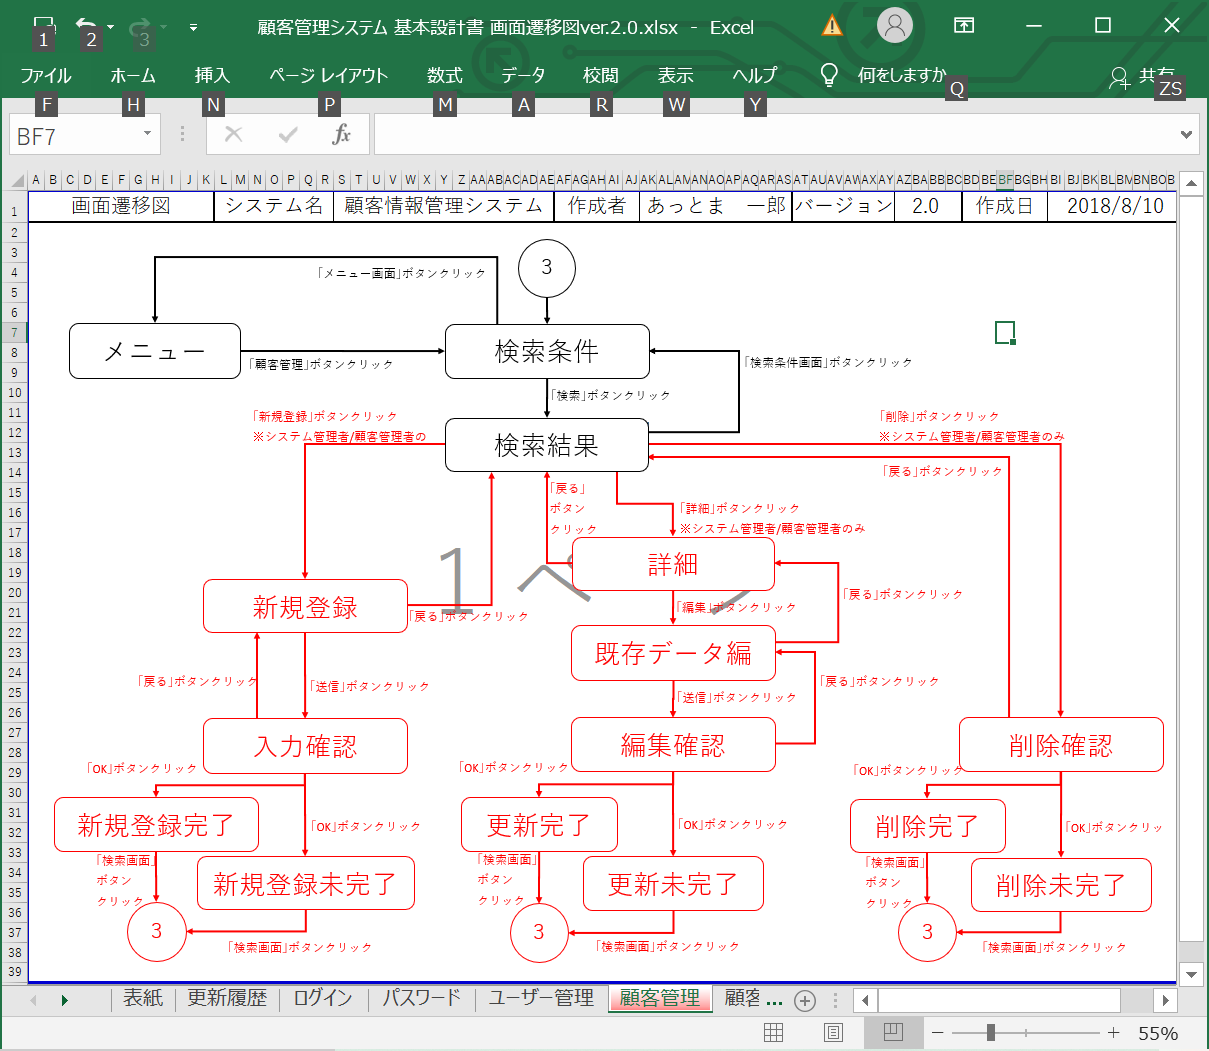 顧客管理システム 基本設計書 画面遷移図ver.2.0.xlsx - Excel
1 2 3
ファイル ホーム 挿入 ページ レイアウト 数式 データ 校閲 表示 ヘルプ 何をしますか 共有
F H N P M A R W Y Q ZS
BF7 fx
A B C D E F G H I J K L M N O P Q R S T U V W X Y Z AA AB AC AD AE AF AG AH AI AJ AK AL AM AN AO AP AQ AR AS AT AU AV AW AX AY AZ BA BB BC BD BE BF BG BH BI BJ BK BL BM BN BO B
1 画面遷移図 システム名 顧客情報管理システム 作成者 あっとま 一郎 バージョン 2.0 作成日 2018/8/10
2
3
4
5
6
7
8
9
10
11
12
13
14
15
16
17
18
19
20
21
22
23
24
25
26
27
28
29
30
31
32
33
34
35
36
37
38
39
3
「メニュー画面」ボタンクリック
メニュー
検索条件
「顧客管理」ボタンクリック
「検索条件画面」ボタンクリック
「検索」ボタンクリック
「新規登録」ボタンクリック
※システム管理者/顧客管理者の
検索結果
「削除」ボタンクリック
※システム管理者/顧客管理者のみ
「戻る」ボタンクリック
「戻る」
ボタン
クリック
「詳細」ボタンクリック
※システム管理者/顧客管理者のみ
1 ペ
詳細
新規登録
「戻る」ボタンクリック
「編集」ボタンクリック
「戻る」ボタンクリック
既存データ編
「戻る」ボタンクリック
「送信」ボタンクリック
「送信」ボタンクリック
「戻る」ボタンクリック
入力確認
編集確認
削除確認
「OK」ボタンクリック
「OK」ボタンクリック
「OK」ボタンクリック
新規登録完了
「OK」ボタンクリック
更新完了
「OK」ボタンクリック
削除完了
「OK」ボタンクリッ
「検索画面」
ボタン
クリック
新規登録未完了
「検索画面」
ボタン
クリック
更新未完了
「検索画面」
ボタン
クリック
削除未完了
3
「検索画面」ボタンクリック
3
「検索画面」ボタンクリック
3
「検索画面」ボタンクリック
表紙 更新履歴 ログイン パスワード ユーザー管理 顧客管理 顧客 ...
55%